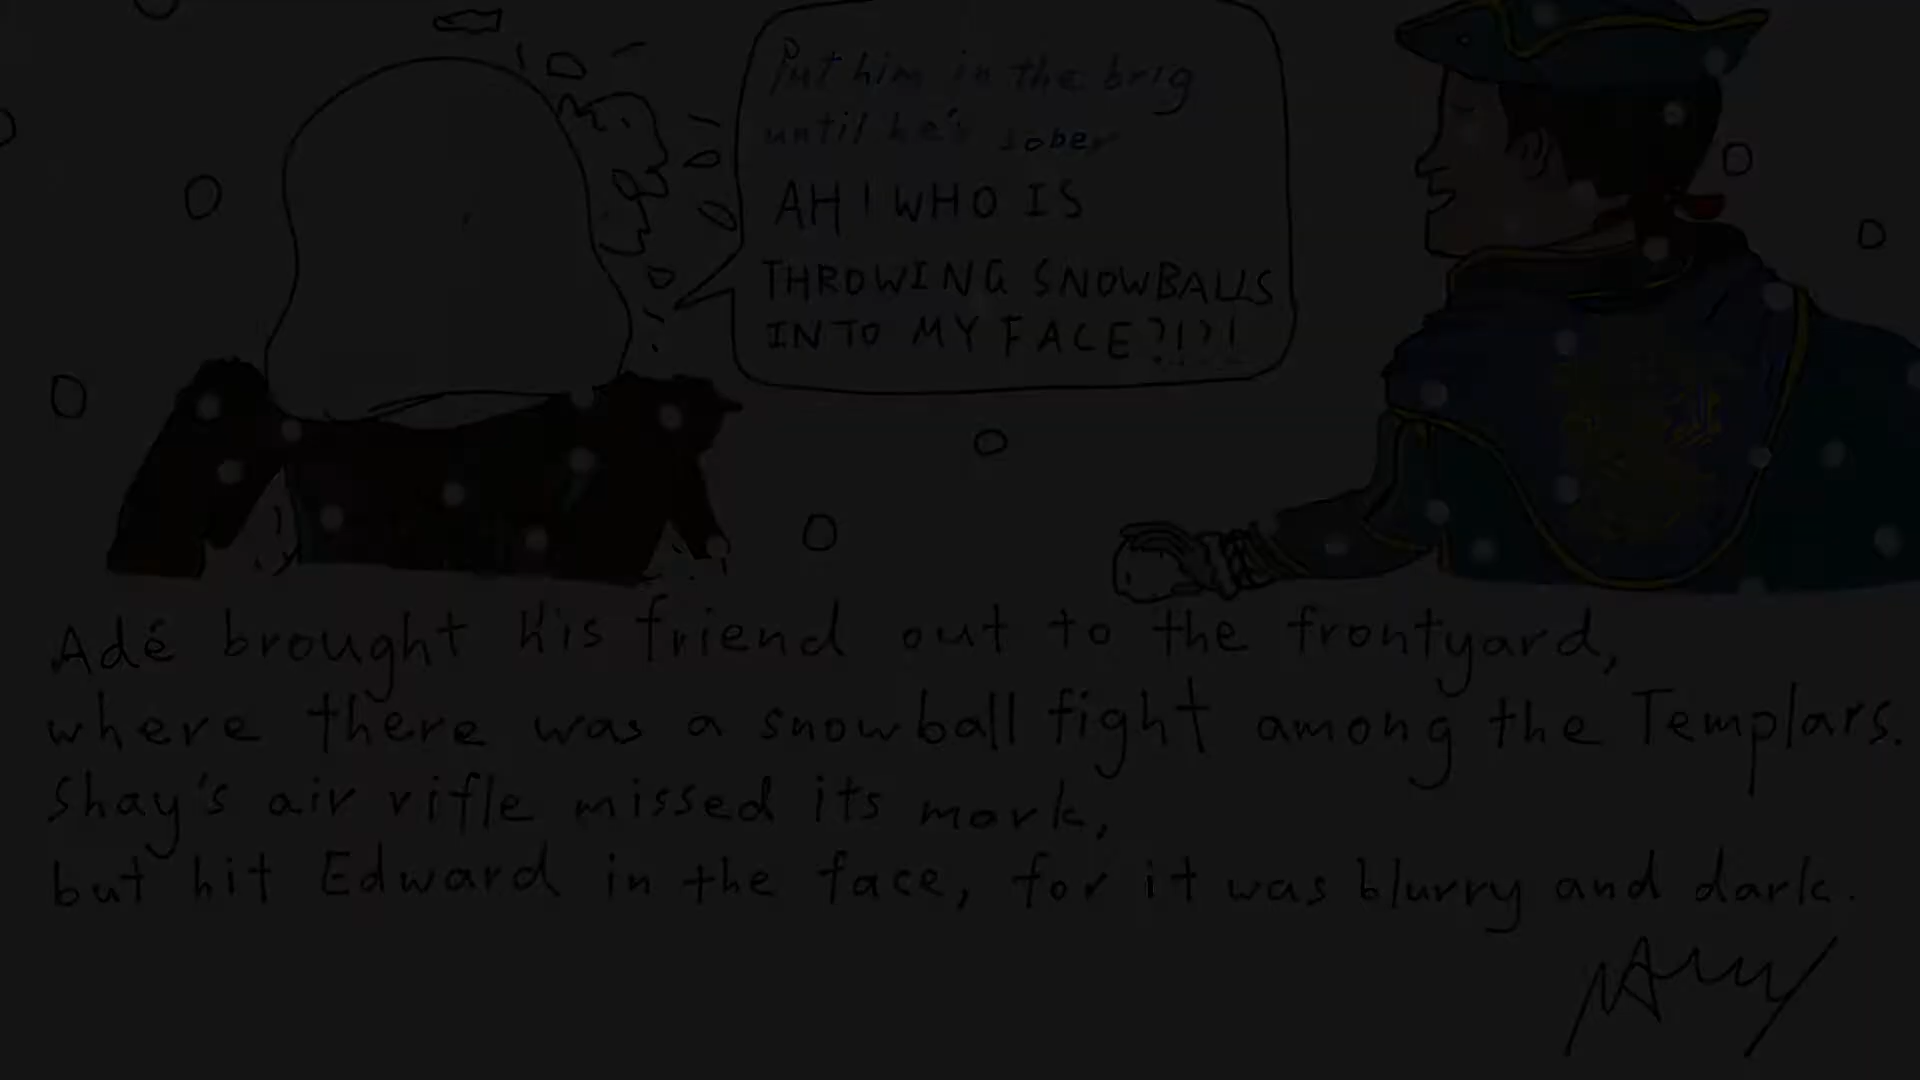 Put him in the brig
until he's sober
AH! WHO IS
THROWING SNOWBALLS
INTO MY FACE?!?!
Adé brought his friend out to the frontyard,
where there was a snowball fight among the Templars.
Shay's air rifle missed its mark,
but hit Edward in the face, for it was blurry and dark.